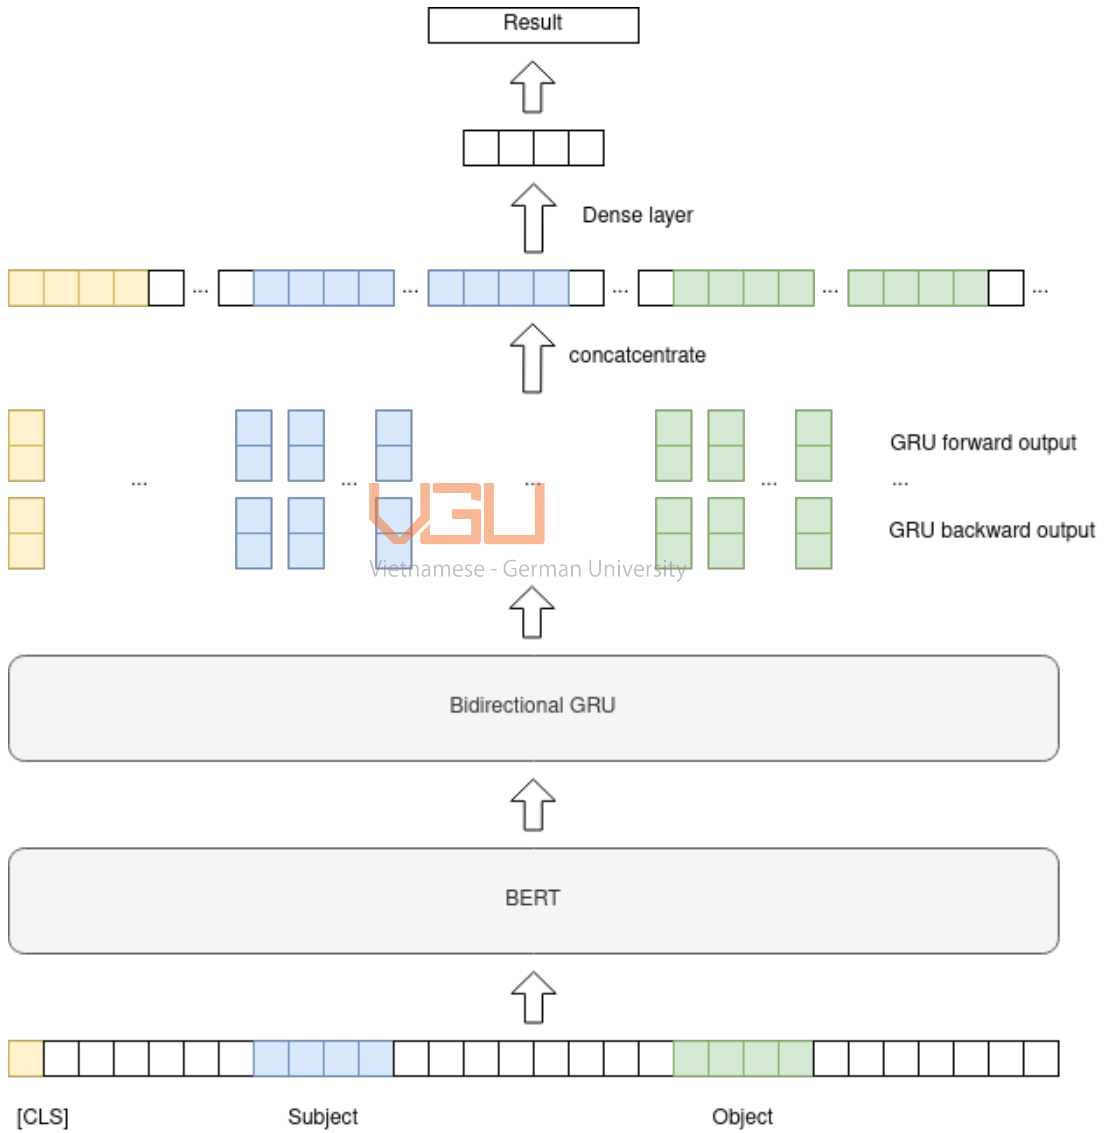 Result
Dense layer
... ... ... ... ...
concatcentrate
GRU forward output
... ... ... ... ...
GRU backward output
VGU
Vietnamese - German University
Bidirectional GRU
BERT
[CLS] Subject Object